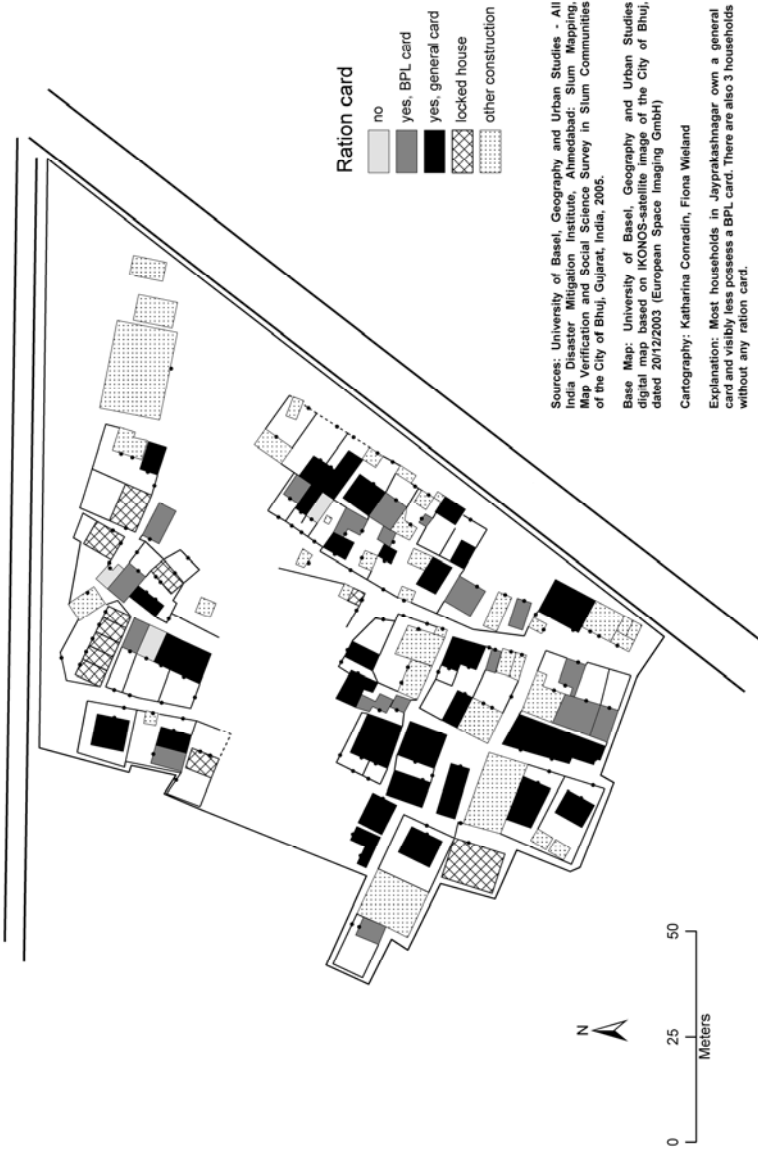 Ration card
no
yes, BPL card
yes, general card
locked house
other construction
Sources: University of Basel, Geography and Urban Studies - All
India Disaster Mitigation Institute, Ahmedabad: Slum Mapping,
Map Verification and Social Science Survey in Slum Communities
of the City of Bhuj, Gujarat, India, 2005.
Base Map: University of Basel, Geography and Urban Studies
digital map based on IKONOS-satellite image of the City of Bhuj,
dated 20/12/2003 (European Space Imaging GmbH)
Cartography: Katharina Conradin, Fiona Wieland
Explanation: Most households in Jayprakashnagar own a general
card and visibly less possess a BPL card. There are also 3 households
without any ration card.
N
0 25 50
Meters